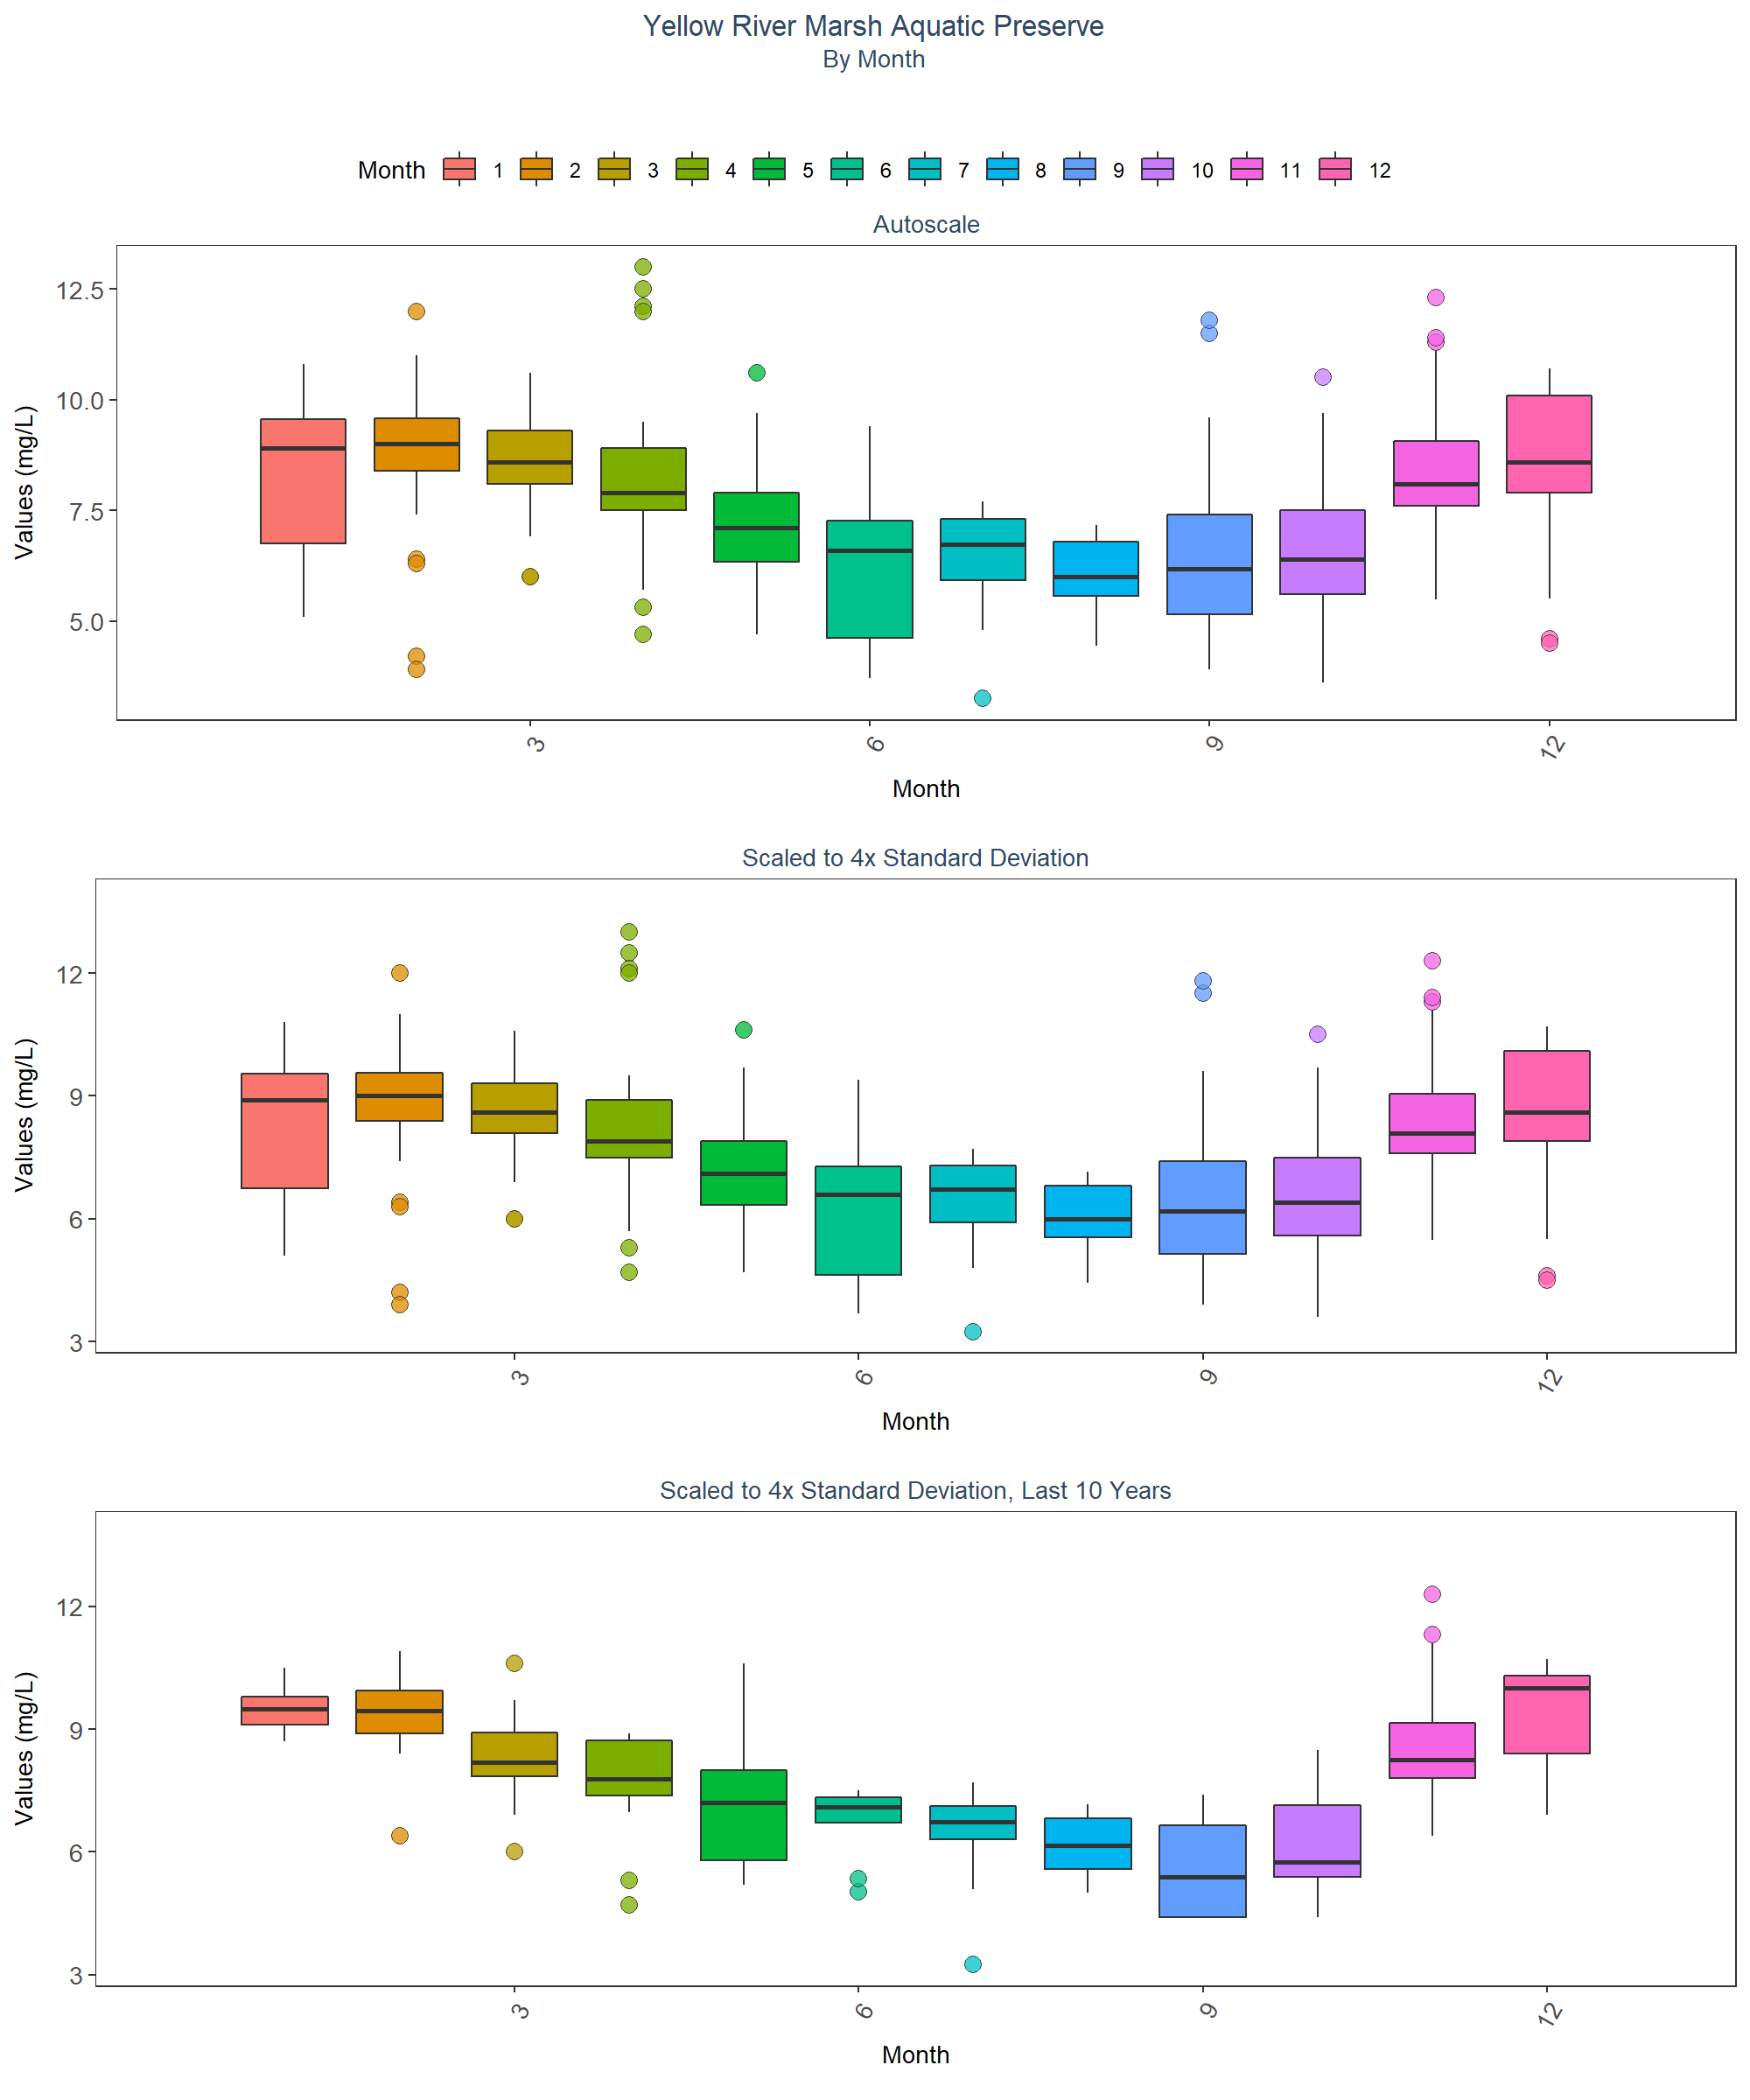 Yellow River Marsh Aquatic Preserve
By Month
Month 1 2 3 4 5 6 7 8 9 10 11 12
Autoscale
Values (mg/L)
12.5
10.0
7.5
5.0
3 6 9 12
Month
Scaled to 4x Standard Deviation
Values (mg/L)
12
9
6
3
3 6 9 12
Month
Scaled to 4x Standard Deviation, Last 10 Years
Values (mg/L)
12
9
6
3
3 6 9 12
Month